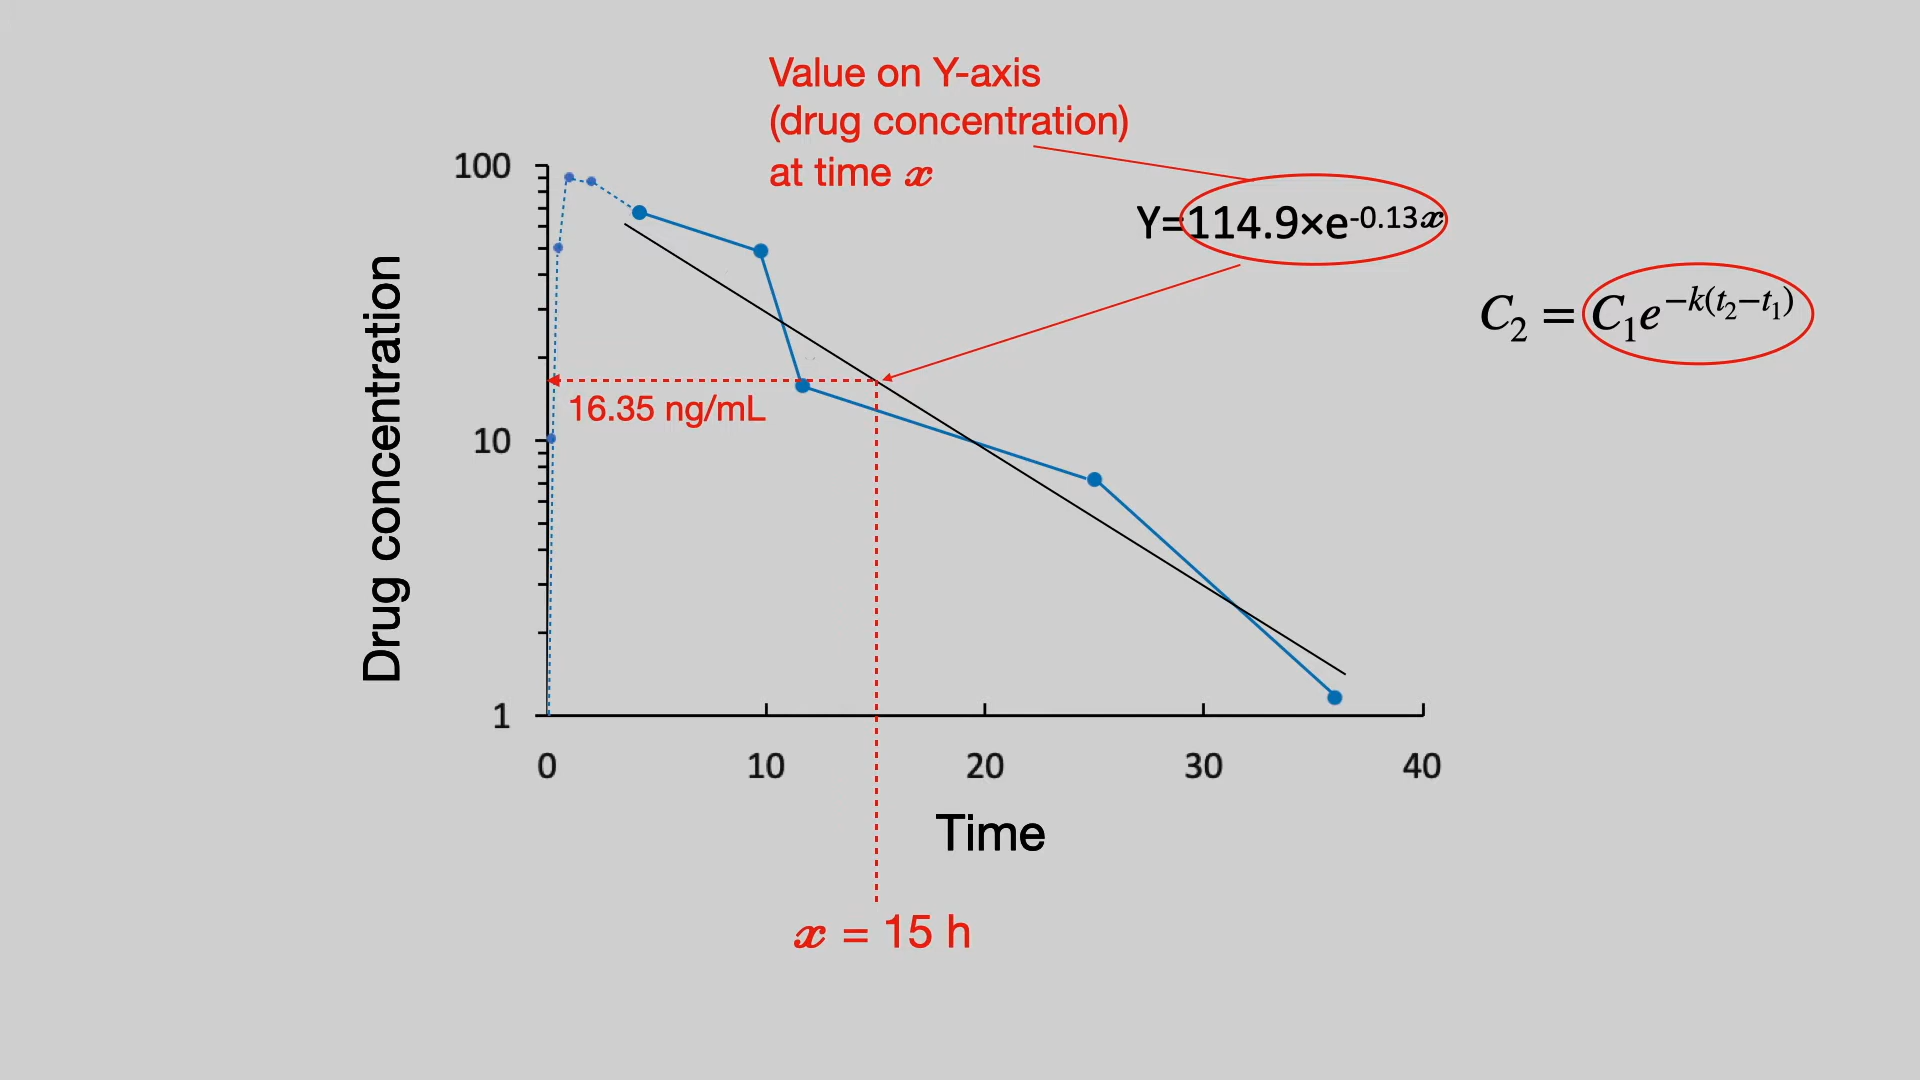 Value on Y-axis
(drug concentration)
at time x
Y=114.9×e^-0.13x
C₂ = C₁e^−k(t₂−t₁)
100
10
1
Drug concentration
16.35 ng/mL
0 10 20 30 40
Time
x = 15 h